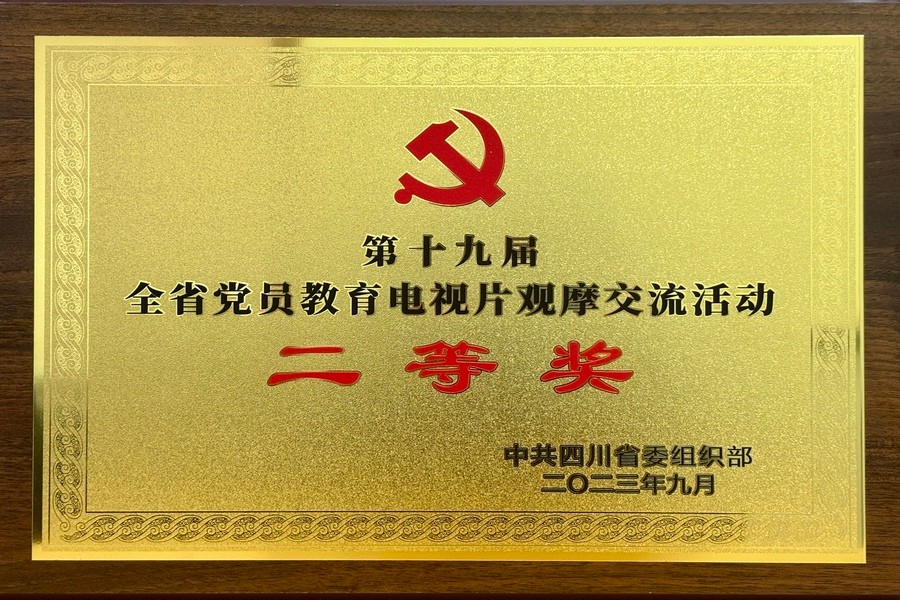 第十九届
全省党员教育电视片观摩交流活动
二等奖
中共四川省委组织部
二〇二三年九月